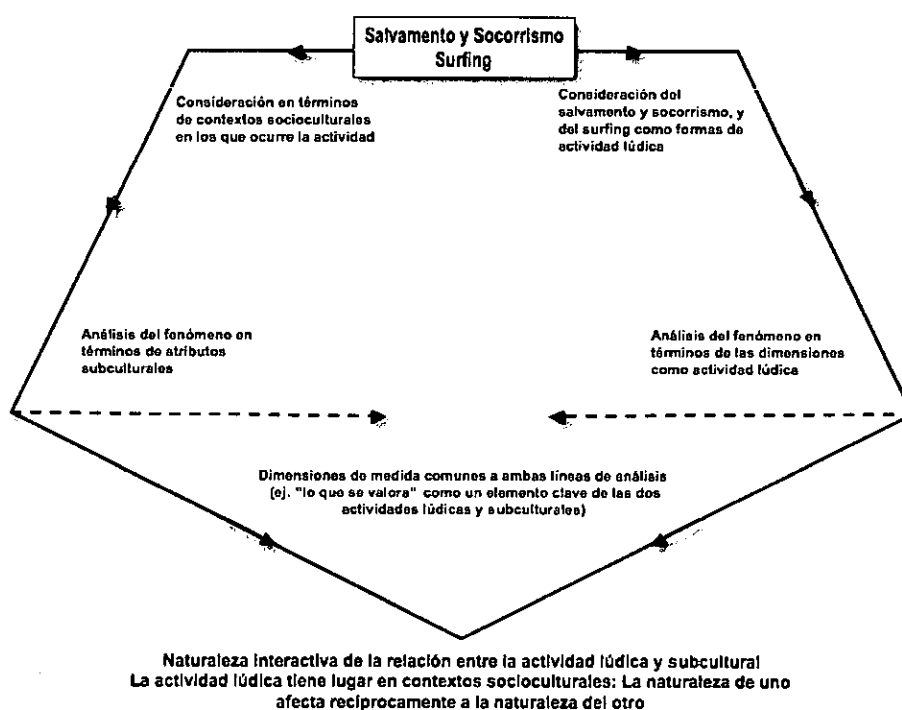 Salvamento y Socorrismo
Surfing
Consideración en términos
de contextos socioculturales
en los que ocurre la actividad
Consideración del
salvamento y socorrismo, y
del surfing como formas de
actividad lúdica
Análisis del fenómeno en
términos de atributos
subculturales
Análisis del fenómeno en
términos de las dimensiones
como actividad lúdica
Dimensiones de medida comunes a ambas líneas de análisis
(ej. "lo que se valora" como un elemento clave de las dos
actividades lúdicas y subculturales)
Naturaleza interactiva de la relación entre la actividad lúdica y subcultural
La actividad lúdica tiene lugar en contextos socioculturales: La naturaleza de uno
afecta recíprocamente a la naturaleza del otro